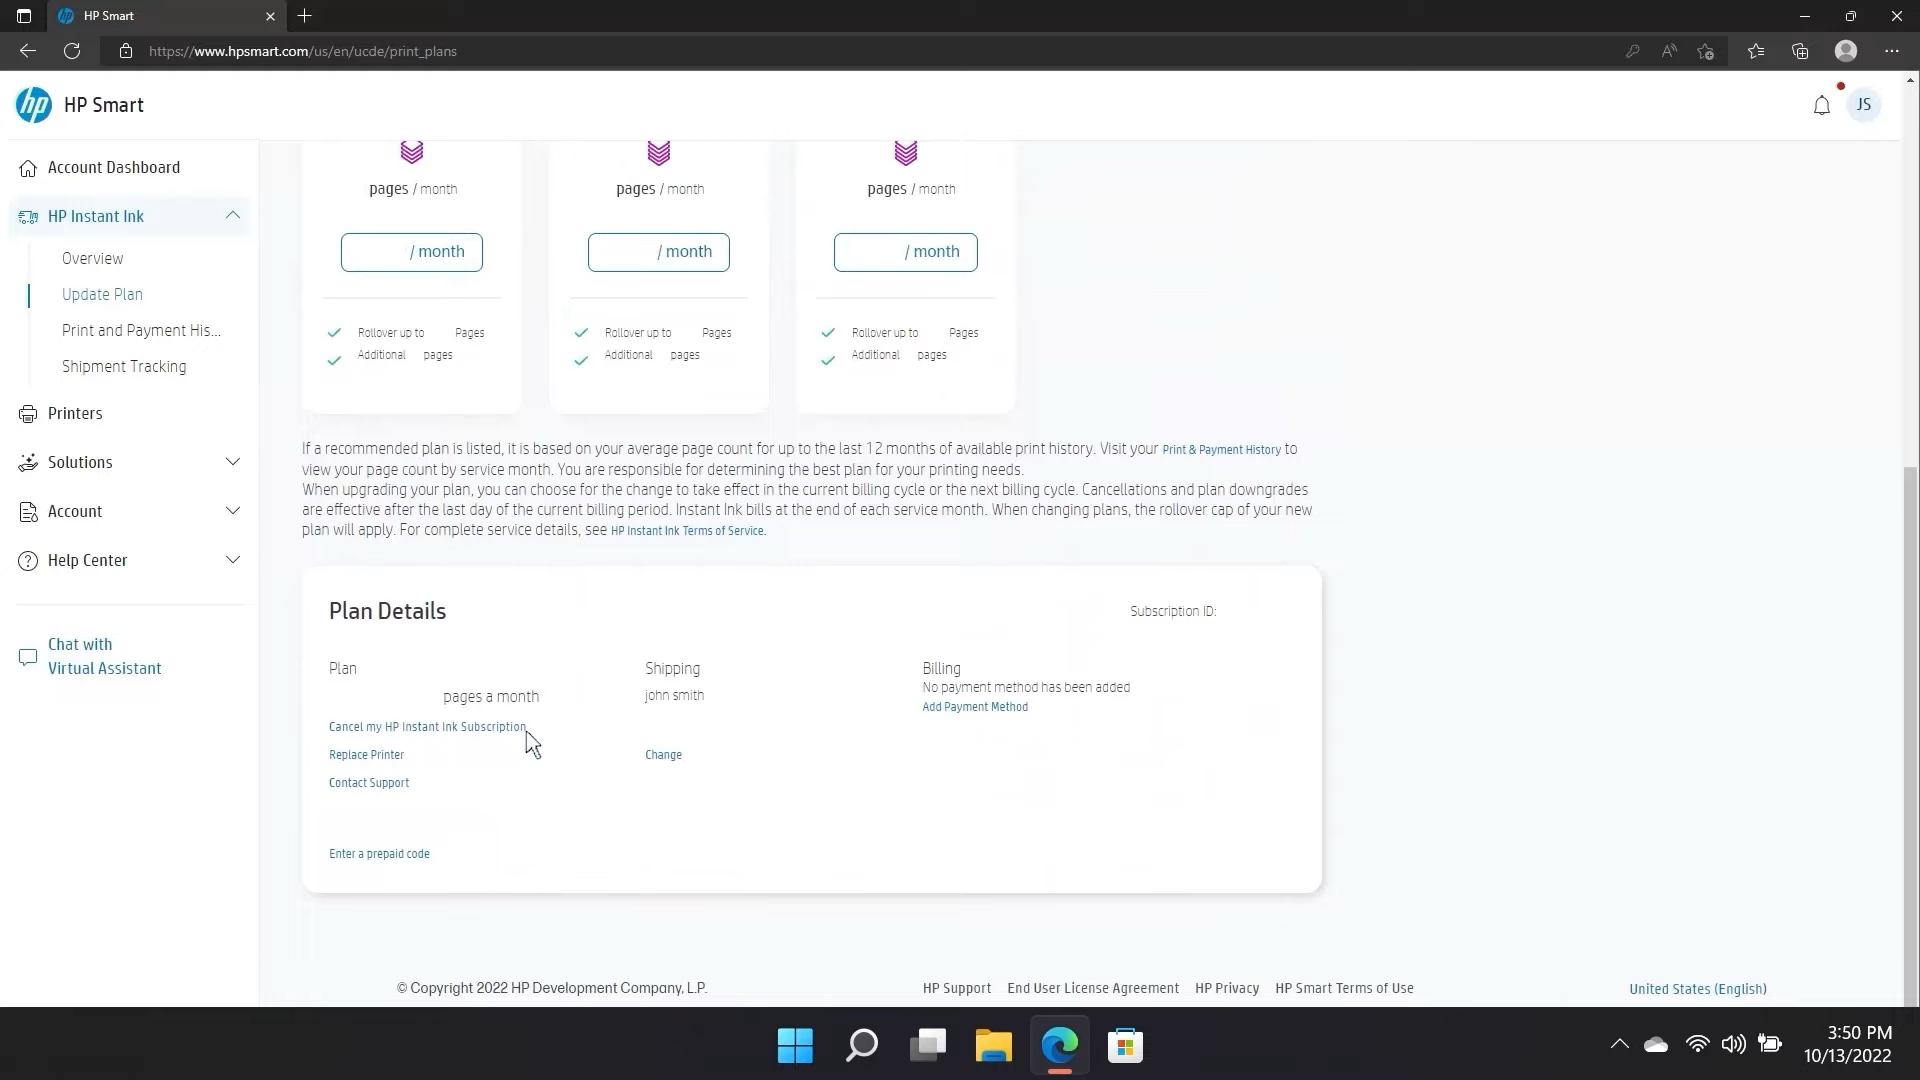 HP Smart
https://www.hpsmart.com/us/en/ucde/print_plans
hp HP Smart
JS
Account Dashboard
HP Instant Ink
Overview
Update Plan
Print and Payment His...
Shipment Tracking
Printers
Solutions
Account
Help Center
Chat with
Virtual Assistant
pages / month pages / month pages / month
/ month / month / month
Rollover up to Pages Rollover up to Pages Rollover up to Pages
Additional pages Additional pages Additional pages
If a recommended plan is listed, it is based on your average page count for up to the last 12 months of available print history. Visit your Print & Payment History to
view your page count by service month. You are responsible for determining the best plan for your printing needs.
When upgrading your plan, you can choose for the change to take effect in the current billing cycle or the next billing cycle. Cancellations and plan downgrades
are effective after the last day of the current billing period. Instant Ink bills at the end of each service month. When changing plans, the rollover cap of your new
plan will apply. For complete service details, see HP Instant Ink Terms of Service.
Plan Details Subscription ID:
Plan
pages a month
Cancel my HP Instant Ink Subscription
Replace Printer
Contact Support
Enter a prepaid code
Shipping
john smith
Change
Billing
No payment method has been added
Add Payment Method
© Copyright 2022 HP Development Company, L.P. HP Support End User License Agreement HP Privacy HP Smart Terms of Use United States (English)
3:50 PM
10/13/2022